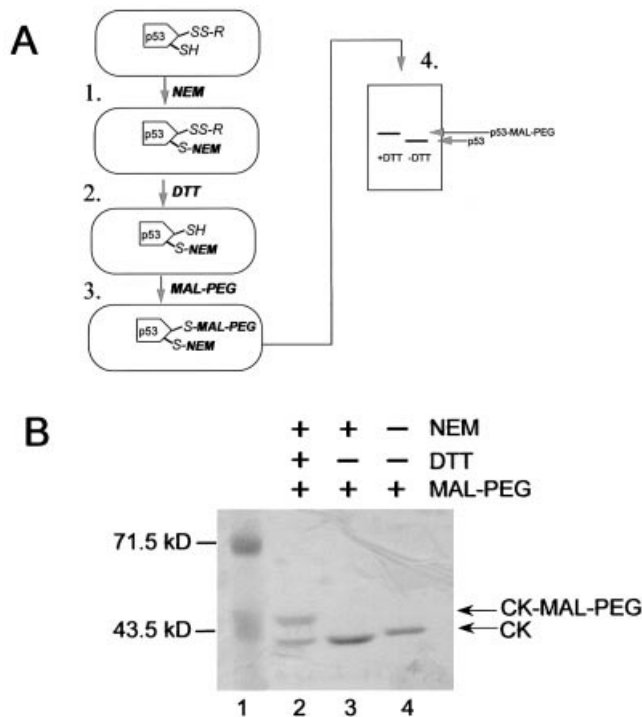 A
p53
SS-R
SH
1.
NEM
p53
SS-R
S-NEM
2.
DTT
p53
SH
S-NEM
3.
MAL-PEG
p53
S-MAL-PEG
S-NEM
4.
p53-MAL-PEG
p53
+DTT -DTT
B
+ + − NEM
+ − − DTT
+ + + MAL-PEG
71.5 kD
CK-MAL-PEG
43.5 kD
CK
1 2 3 4